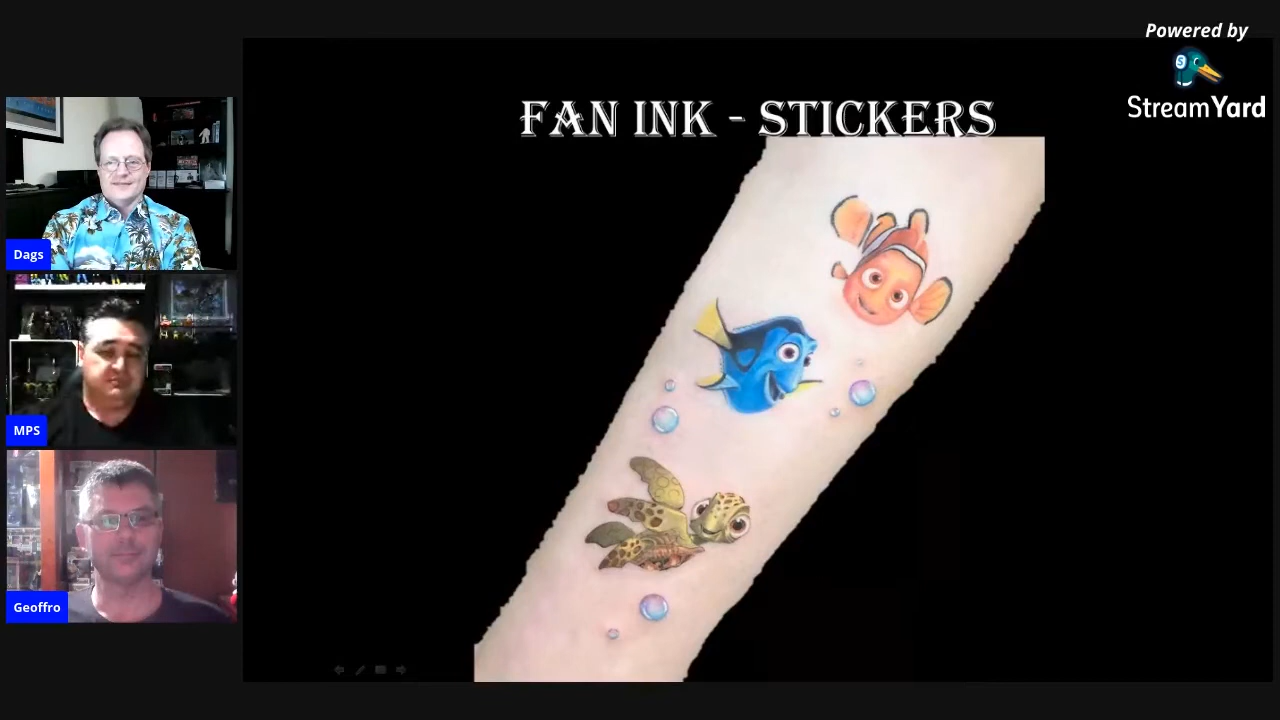 Powered by
StreamYard
FAN INK - STICKERS
Dags
MPS
Geoffro